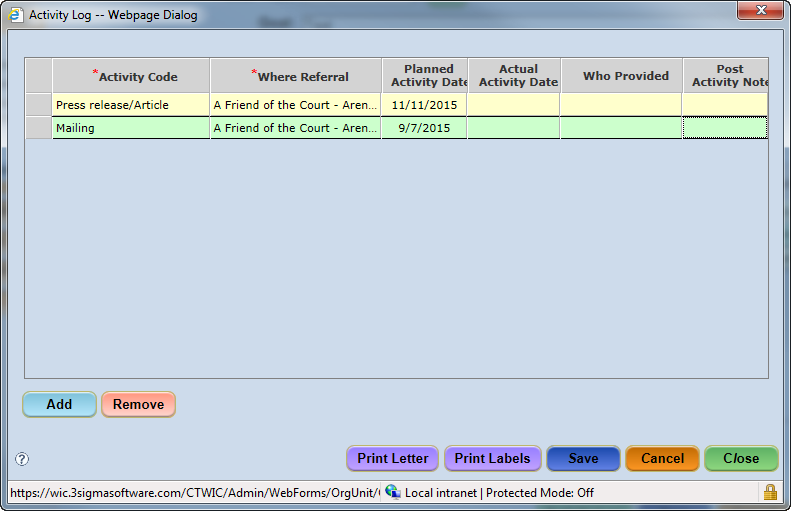 Activity Log -- Webpage Dialog
*Activity Code *Where Referral Planned Activity Date Actual Activity Date Who Provided Post Activity Note
Press release/Article A Friend of the Court - Aren... 11/11/2015
Mailing A Friend of the Court - Aren... 9/7/2015
Add Remove
? Print Letter Print Labels Save Cancel Close
https://wic.3sigmasoftware.com/CTWIC/Admin/WebForms/OrgUnit/ Local intranet | Protected Mode: Off